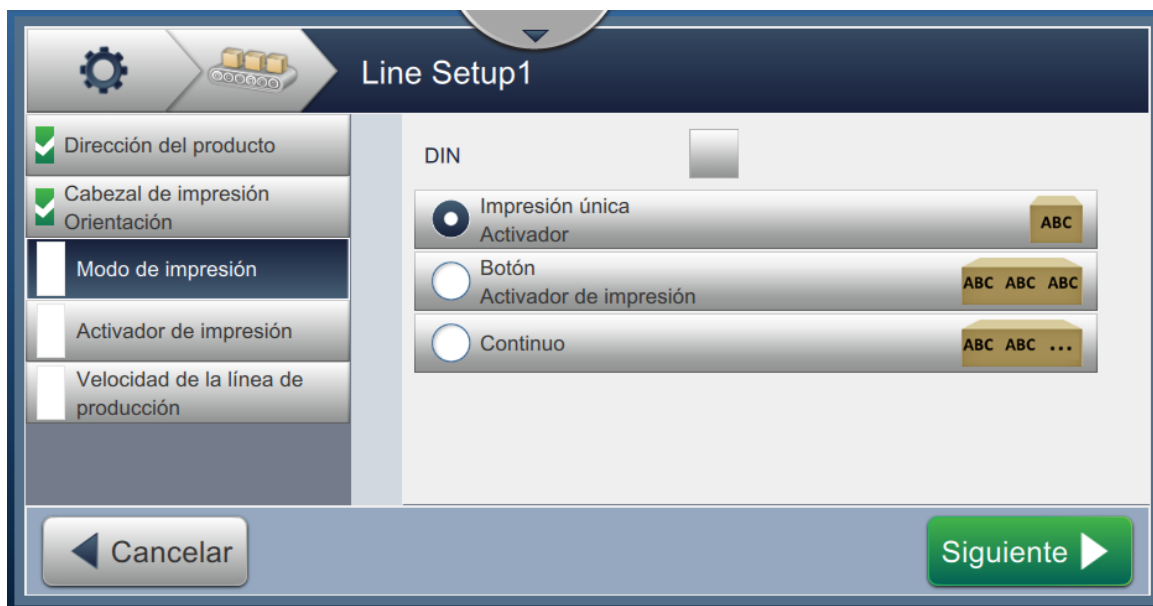 Line Setup1
Dirección del producto
Cabezal de impresión
Orientación
Modo de impresión
Activador de impresión
Velocidad de la línea de
producción
DIN
Impresión única
Activador
ABC
Botón
Activador de impresión
ABC ABC ABC
Continuo
ABC ABC ...
Cancelar
Siguiente